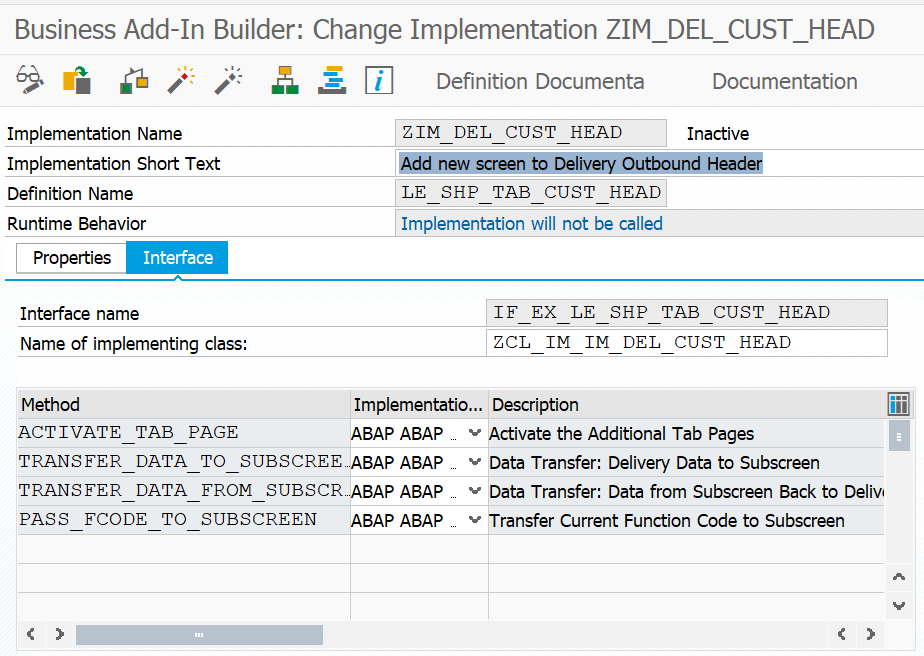 Business Add-In Builder: Change Implementation ZIM_DEL_CUST_HEAD
i Definition Documenta Documentation
Implementation Name ZIM_DEL_CUST_HEAD Inactive
Implementation Short Text Add new screen to Delivery Outbound Header
Definition Name LE_SHP_TAB_CUST_HEAD
Runtime Behavior Implementation will not be called
Properties Interface
Interface name IF_EX_LE_SHP_TAB_CUST_HEAD
Name of implementing class: ZCL_IM_IM_DEL_CUST_HEAD
Method Implementatio... Description
ACTIVATE_TAB_PAGE ABAP ABAP ... Activate the Additional Tab Pages
TRANSFER_DATA_TO_SUBSCREE... ABAP ABAP ... Data Transfer: Delivery Data to Subscreen
TRANSFER_DATA_FROM_SUBSCR... ABAP ABAP ... Data Transfer: Data from Subscreen Back to Delive
PASS_FCODE_TO_SUBSCREEN ABAP ABAP ... Transfer Current Function Code to Subscreen